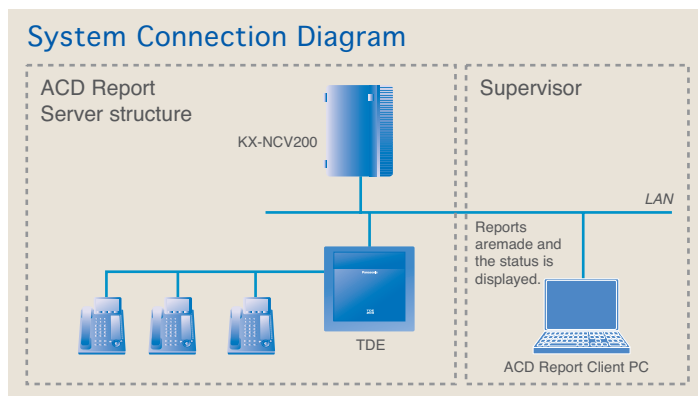 System Connection Diagram
ACD Report
Server structure
KX-NCV200
Supervisor
LAN
Reports
aremade and
the status is
displayed.
Panasonic
TDE
ACD Report Client PC